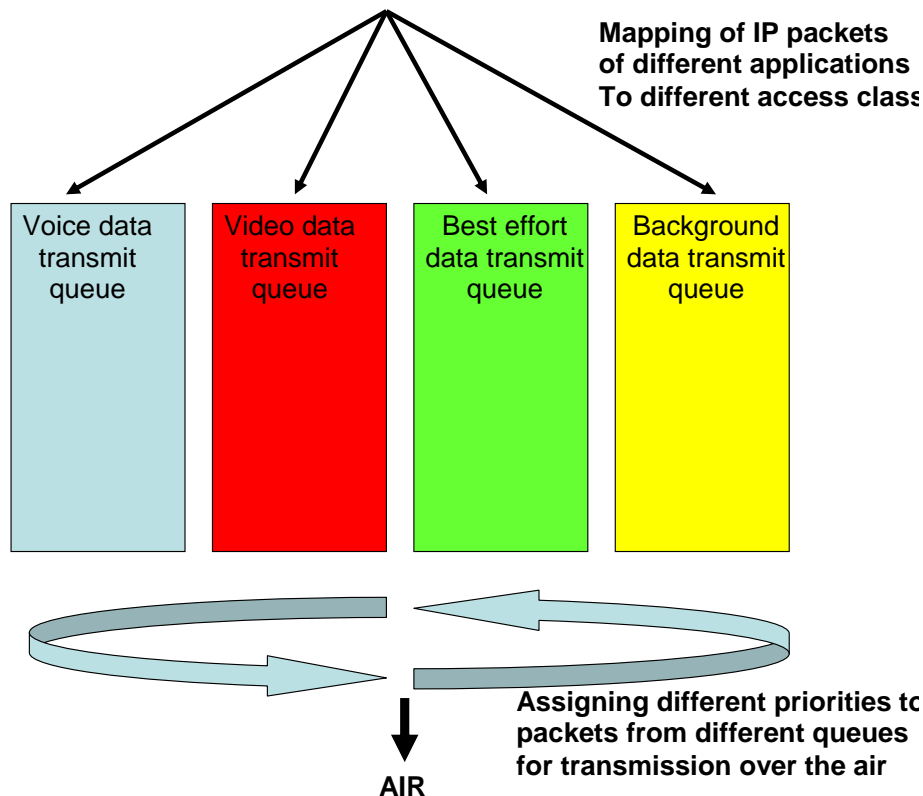 Mapping of IP packets
of different applications
To different access class
Voice data
transmit
queue
Video data
transmit
queue
Best effort
data transmit
queue
Background
data transmit
queue
Assigning different priorities to
packets from different queues
for transmission over the air
AIR